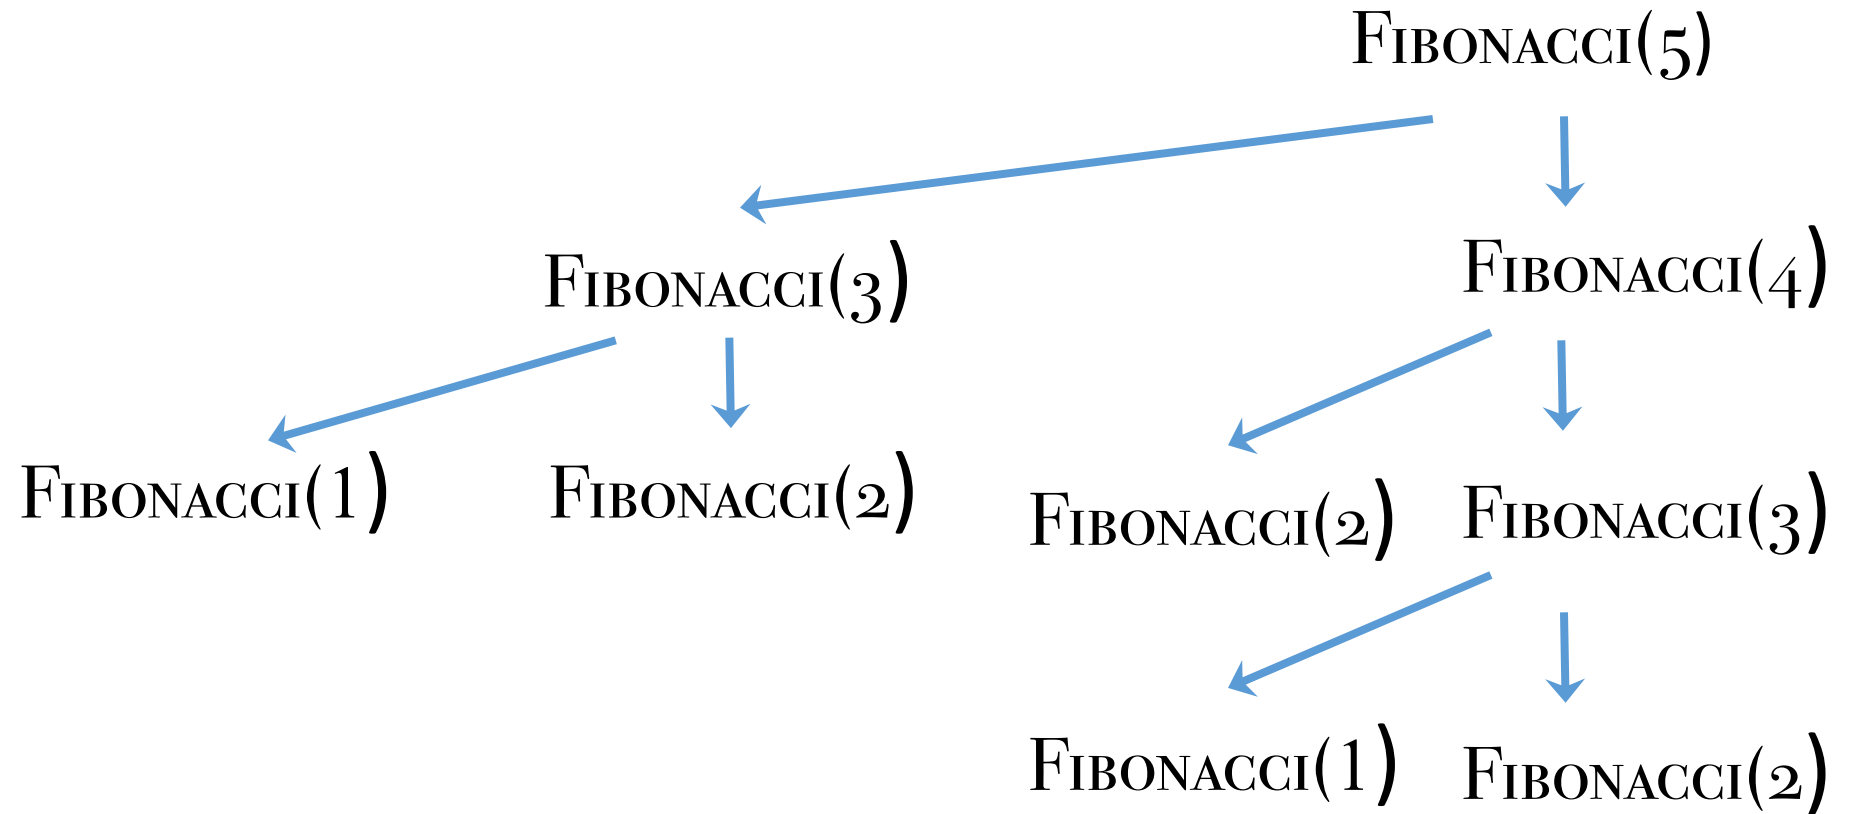 Fibonacci(5)
Fibonacci(3) Fibonacci(4)
Fibonacci(1) Fibonacci(2) Fibonacci(2) Fibonacci(3)
Fibonacci(1) Fibonacci(2)